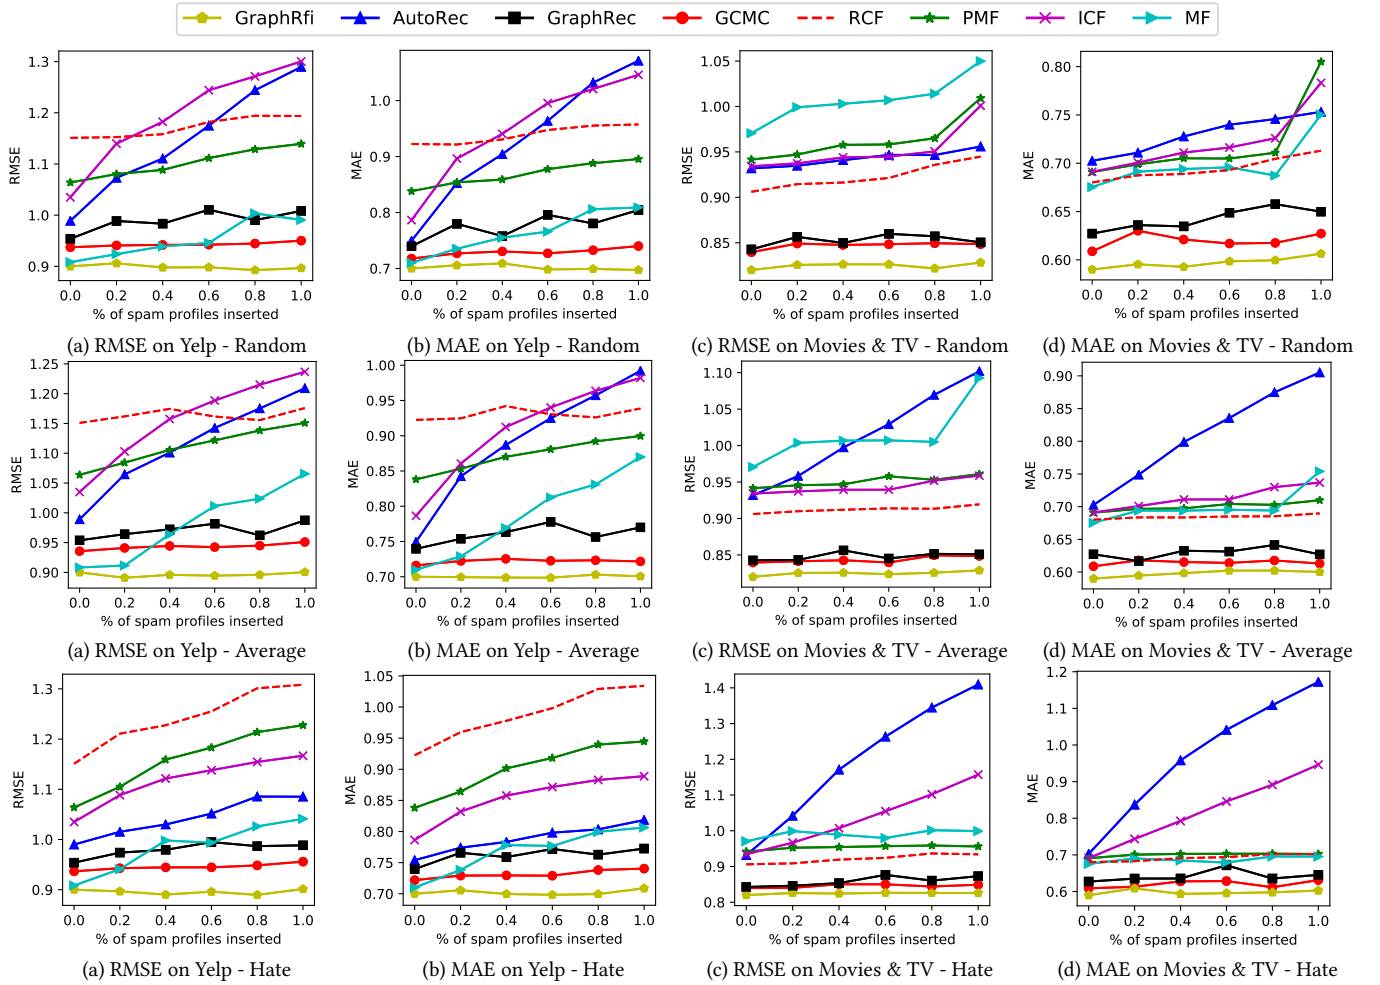 GraphRfi AutoRec GraphRec GCMC RCF PMF ICF MF
1.3
1.2
1.1
1.0
0.9
RMSE
0.0 0.2 0.4 0.6 0.8 1.0
% of spam profiles inserted
(a) RMSE on Yelp - Random
1.0
0.9
0.8
0.7
MAE
0.0 0.2 0.4 0.6 0.8 1.0
% of spam profiles inserted
(b) MAE on Yelp - Random
1.05
1.00
0.95
0.90
0.85
RMSE
0.0 0.2 0.4 0.6 0.8 1.0
% of spam profiles inserted
(c) RMSE on Movies & TV - Random
0.80
0.75
0.70
0.65
0.60
MAE
0.0 0.2 0.4 0.6 0.8 1.0
% of spam profiles inserted
(d) MAE on Movies & TV - Random
1.25
1.20
1.15
1.10
1.05
1.00
0.95
0.90
RMSE
0.0 0.2 0.4 0.6 0.8 1.0
% of spam profiles inserted
(a) RMSE on Yelp - Average
1.00
0.95
0.90
0.85
0.80
0.75
0.70
MAE
0.0 0.2 0.4 0.6 0.8 1.0
% of spam profiles inserted
(b) MAE on Yelp - Average
1.10
1.05
1.00
0.95
0.90
0.85
RMSE
0.0 0.2 0.4 0.6 0.8 1.0
% of spam profiles inserted
(c) RMSE on Movies & TV - Average
0.90
0.85
0.80
0.75
0.70
0.65
0.60
MAE
0.0 0.2 0.4 0.6 0.8 1.0
% of spam profiles inserted
(d) MAE on Movies & TV - Average
1.3
1.2
1.1
1.0
0.9
RMSE
0.0 0.2 0.4 0.6 0.8 1.0
% of spam profiles inserted
(a) RMSE on Yelp - Hate
1.05
1.00
0.95
0.90
0.85
0.80
0.75
0.70
MAE
0.0 0.2 0.4 0.6 0.8 1.0
% of spam profiles inserted
(b) MAE on Yelp - Hate
1.4
1.3
1.2
1.1
1.0
0.9
0.8
RMSE
0.0 0.2 0.4 0.6 0.8 1.0
% of spam profiles inserted
(c) RMSE on Movies & TV - Hate
1.2
1.1
1.0
0.9
0.8
0.7
0.6
MAE
0.0 0.2 0.4 0.6 0.8 1.0
% of spam profiles inserted
(d) MAE on Movies & TV - Hate